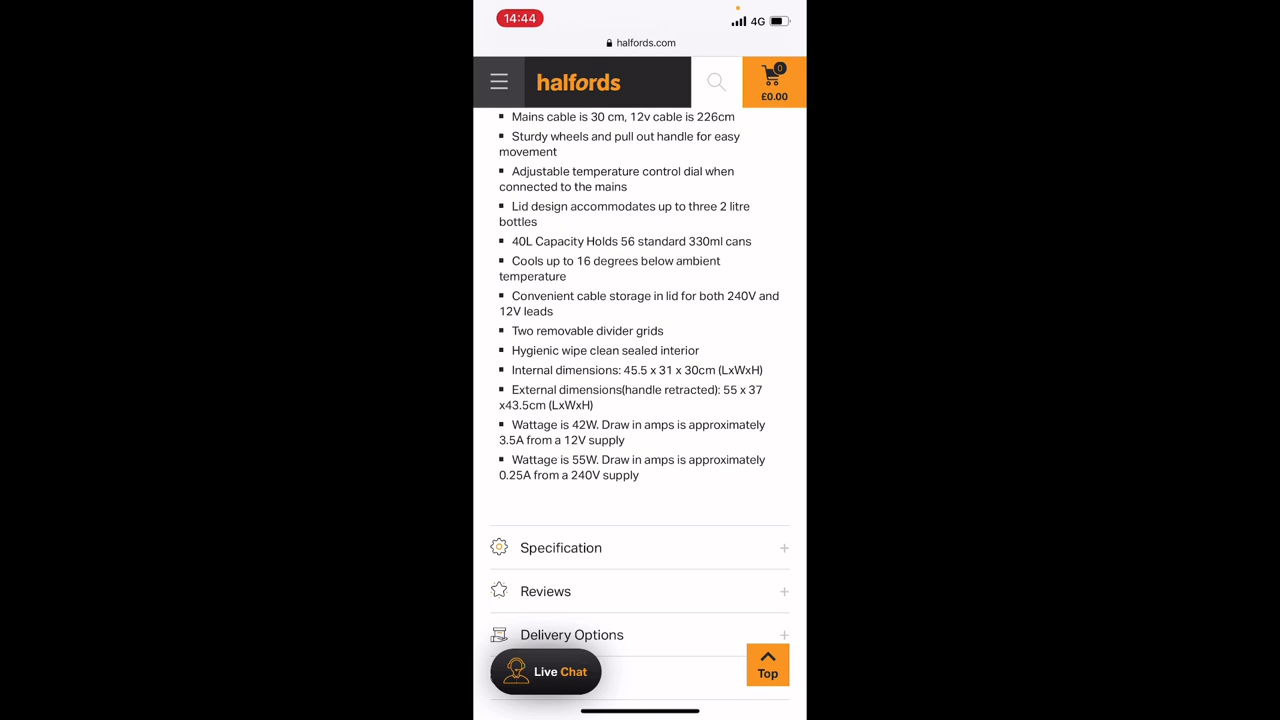 14:44
4G
halfords.com
halfords
0
£0.00
▪ Mains cable is 30 cm, 12v cable is 226cm
▪ Sturdy wheels and pull out handle for easy
movement
▪ Adjustable temperature control dial when
connected to the mains
▪ Lid design accommodates up to three 2 litre
bottles
▪ 40L Capacity Holds 56 standard 330ml cans
▪ Cools up to 16 degrees below ambient
temperature
▪ Convenient cable storage in lid for both 240V and
12V leads
▪ Two removable divider grids
▪ Hygienic wipe clean sealed interior
▪ Internal dimensions: 45.5 x 31 x 30cm (LxWxH)
▪ External dimensions(handle retracted): 55 x 37
x43.5cm (LxWxH)
▪ Wattage is 42W. Draw in amps is approximately
3.5A from a 12V supply
▪ Wattage is 55W. Draw in amps is approximately
0.25A from a 240V supply
Specification
Reviews
Delivery Options
Live Chat
Top